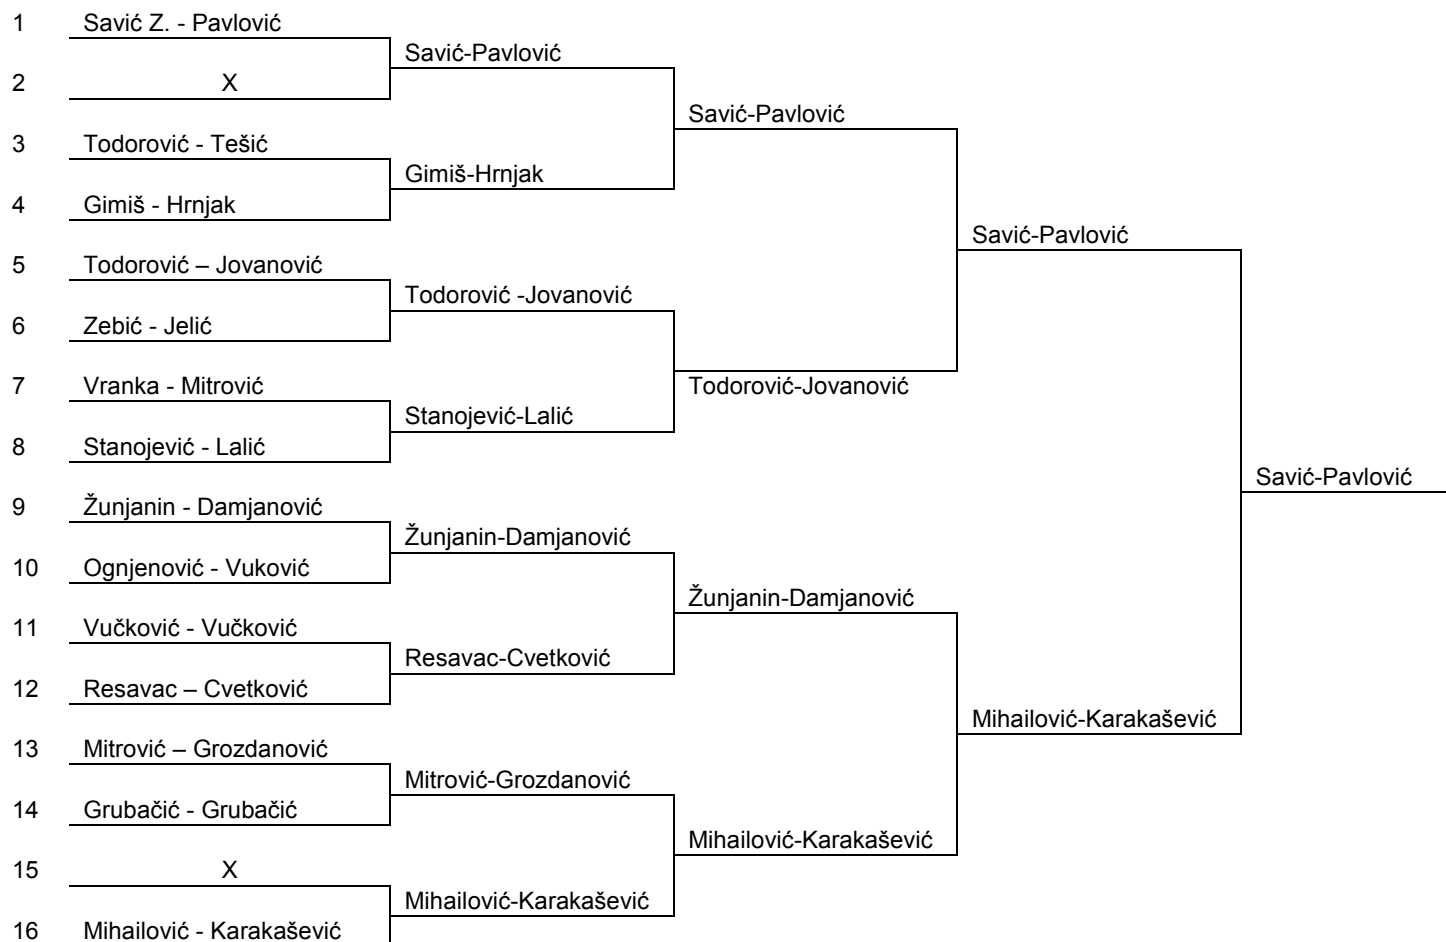 1 Savić Z. - Pavlović
Savić-Pavlović
2 X
Savić-Pavlović
3 Todorović - Tešić
Gimiš-Hrnjak
4 Gimiš - Hrnjak
Savić-Pavlović
5 Todorović – Jovanović
Todorović -Jovanović
6 Zebić - Jelić
7 Vranka - Mitrović
Todorović-Jovanović
Stanojević-Lalić
8 Stanojević - Lalić
Savić-Pavlović
9 Žunjanin - Damjanović
Žunjanin-Damjanović
10 Ognjenović - Vuković
Žunjanin-Damjanović
11 Vučković - Vučković
Resavac-Cvetković
12 Resavac – Cvetković
Mihailović-Karakašević
13 Mitrović – Grozdanović
Mitrović-Grozdanović
14 Grubačić - Grubačić
Mihailović-Karakašević
15 X
Mihailović-Karakašević
16 Mihailović - Karakašević